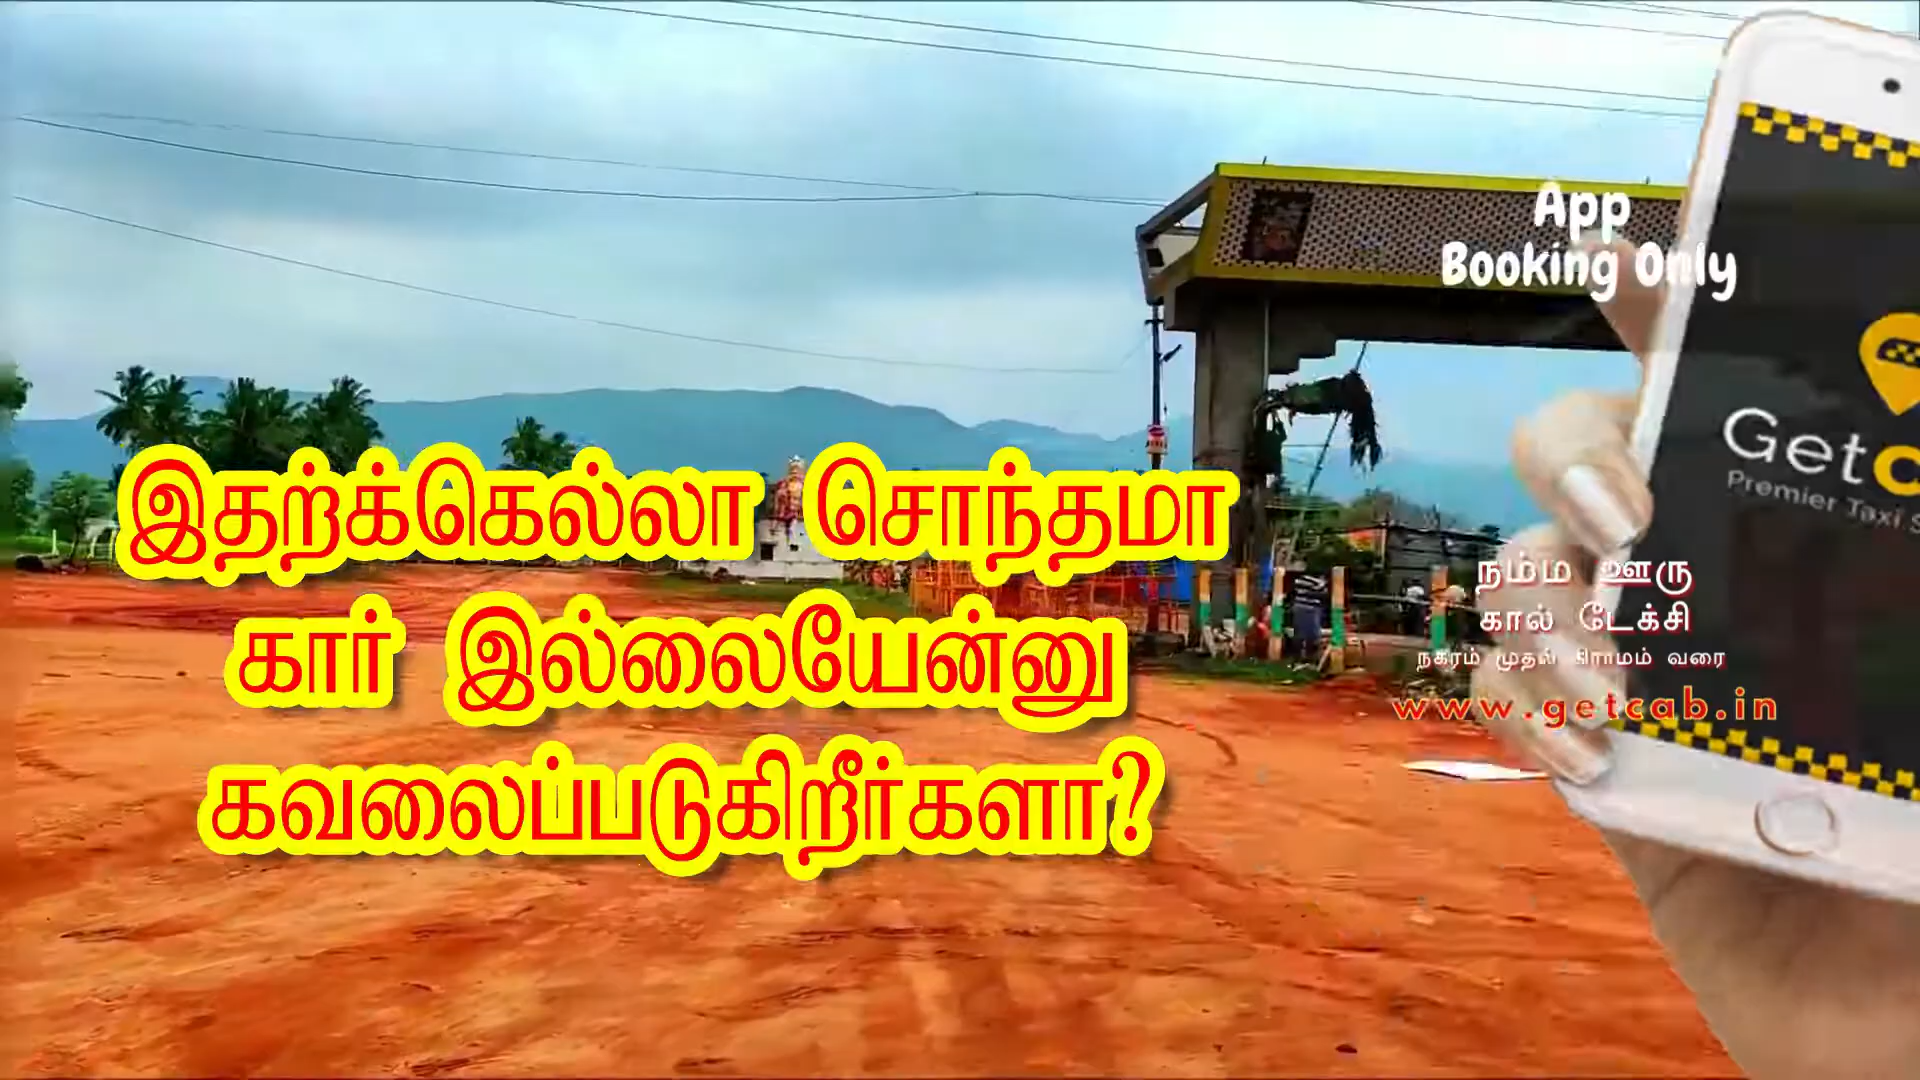 இதற்க்கெல்லா சொந்தமா
கார் இல்லையேன்னு
கவலைப்படுகிறீர்களா?
App
Booking Only
Getc
Premier Taxi S
நம்ம ஊரு
கால் டேக்சி
நகரம் முதல் கிராமம் வரை
www.getcab.in